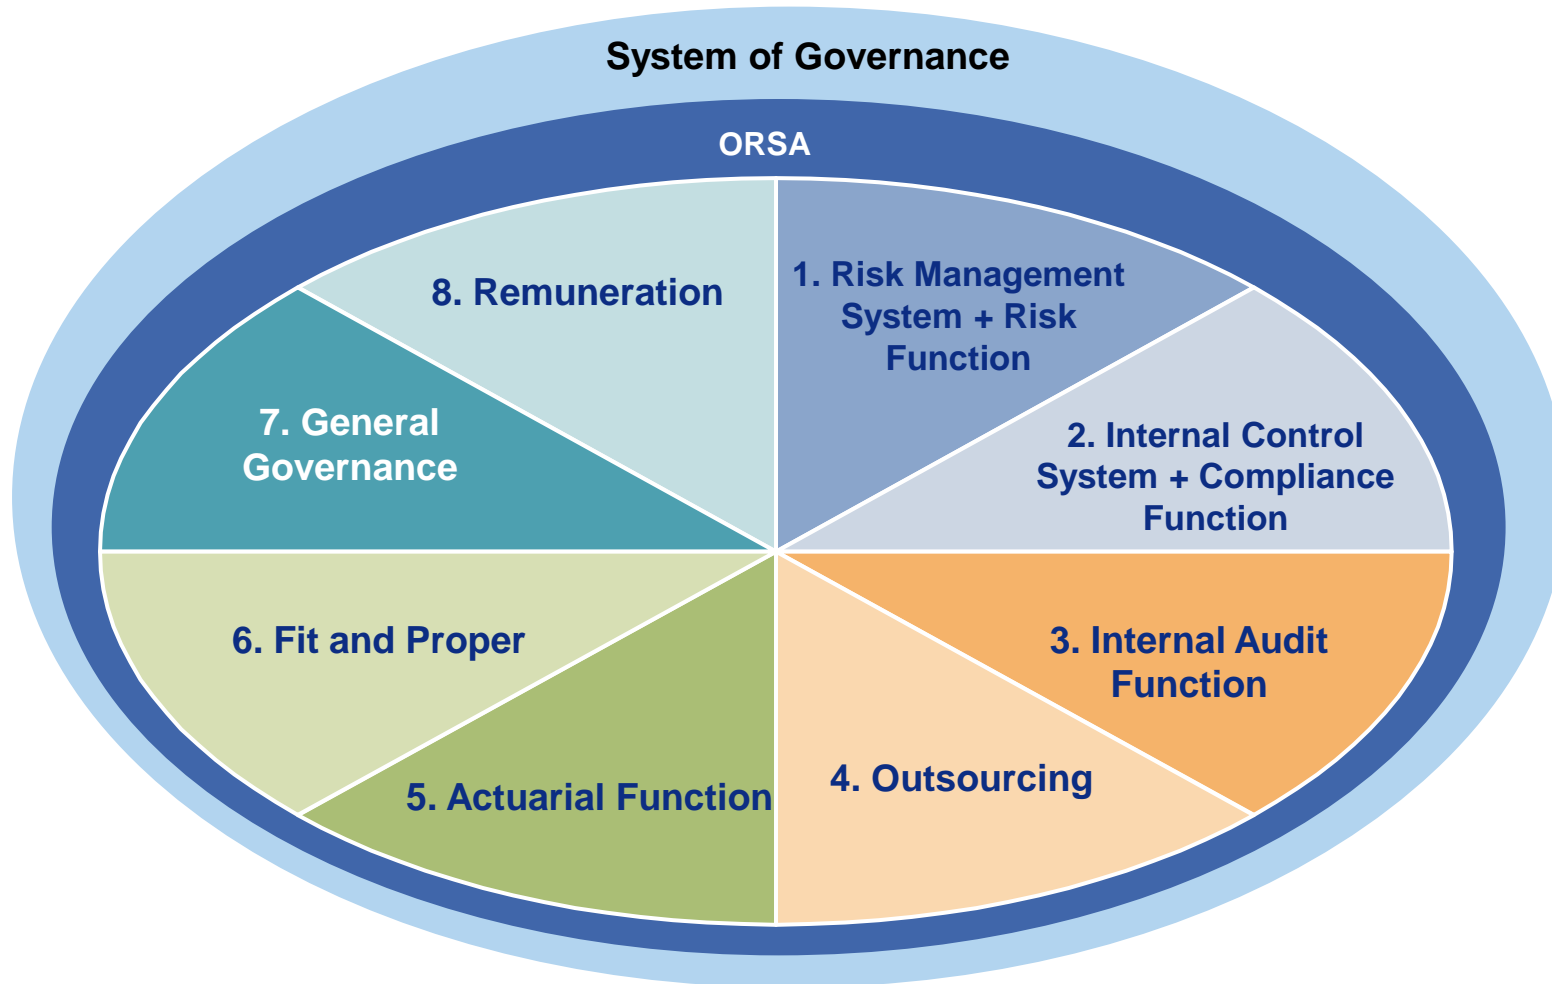 System of Governance
ORSA
1. Risk Management
System + Risk
Function
2. Internal Control
System + Compliance
Function
3. Internal Audit
Function
4. Outsourcing
5. Actuarial Function
6. Fit and Proper
7. General
Governance
8. Remuneration